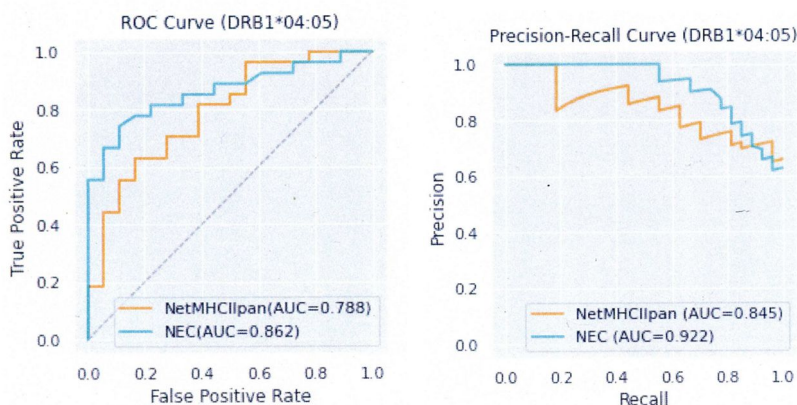 ROC Curve (DRB1*04:05)
1.0
0.8
0.6
0.4
0.2
0.0
True Positive Rate
NetMHCIIpan(AUC=0.788)
NEC(AUC=0.862)
0.0 0.2 0.4 0.6 0.8 1.0
False Positive Rate
Precision-Recall Curve (DRB1*04:05)
1.0
0.8
0.6
0.4
0.2
0.0
Precision
NetMHCIIpan (AUC=0.845)
NEC (AUC=0.922)
0.0 0.2 0.4 0.6 0.8 1.0
Recall